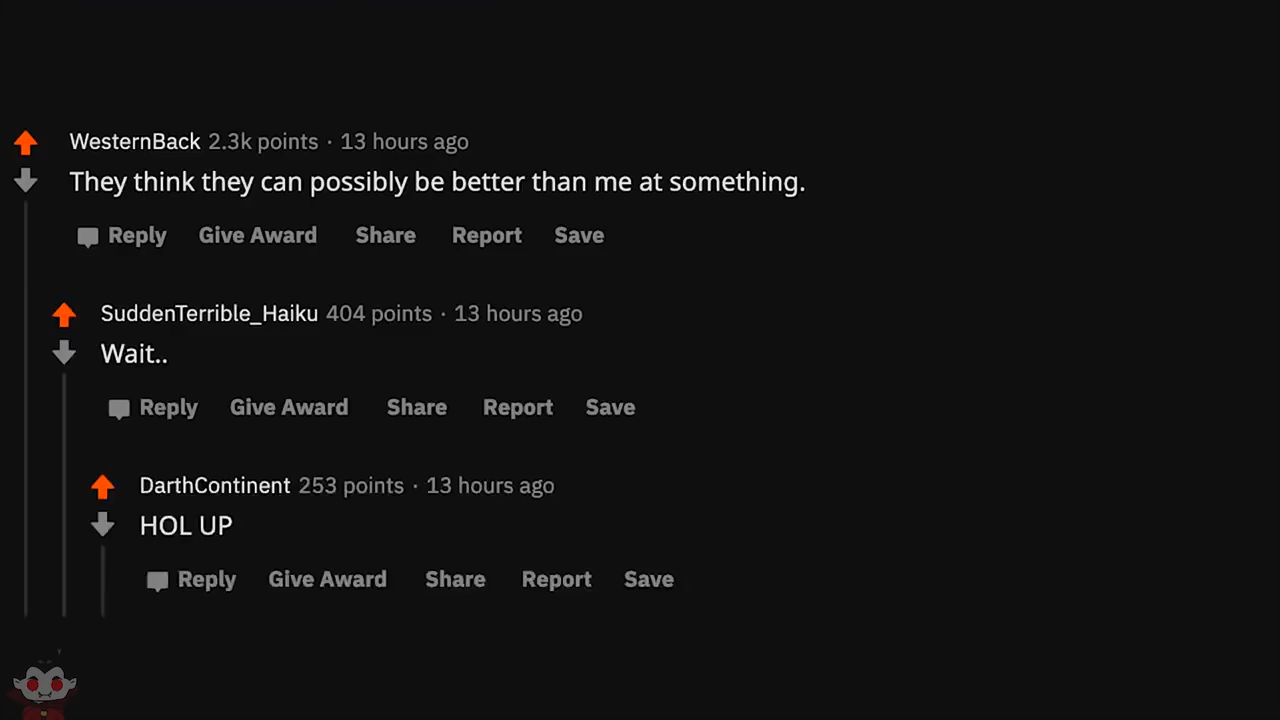 WesternBack 2.3k points · 13 hours ago
They think they can possibly be better than me at something.
Reply Give Award Share Report Save
SuddenTerrible_Haiku 404 points · 13 hours ago
Wait..
Reply Give Award Share Report Save
DarthContinent 253 points · 13 hours ago
HOL UP
Reply Give Award Share Report Save